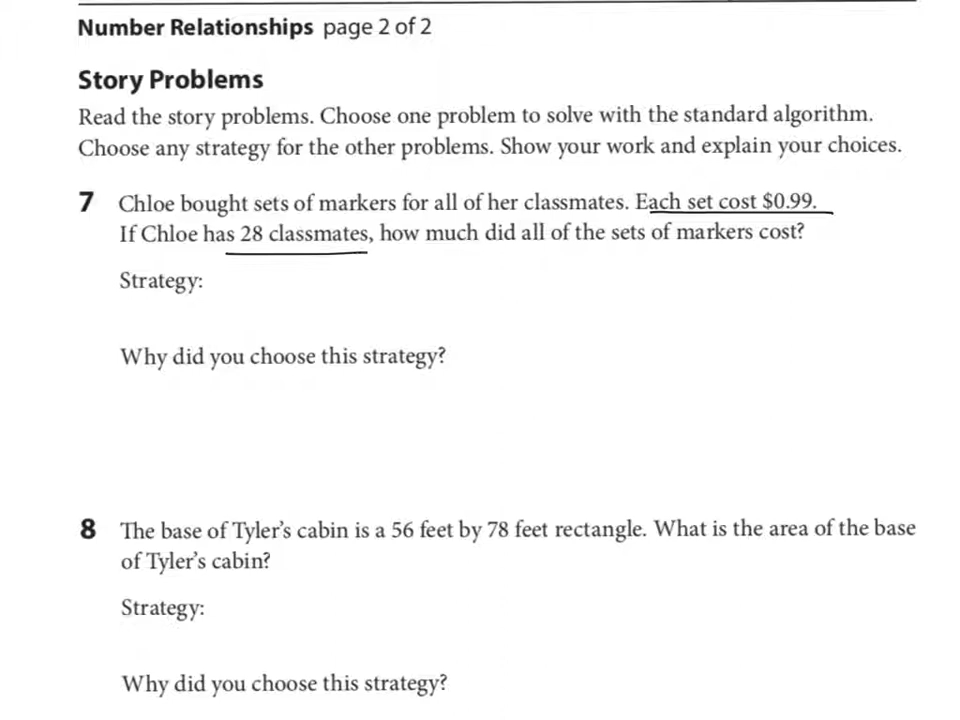 Number Relationships page 2 of 2
Story Problems
Read the story problems. Choose one problem to solve with the standard algorithm.
Choose any strategy for the other problems. Show your work and explain your choices.
7 Chloe bought sets of markers for all of her classmates. Each set cost $0.99.
If Chloe has 28 classmates, how much did all of the sets of markers cost?
Strategy:
Why did you choose this strategy?
8 The base of Tyler's cabin is a 56 feet by 78 feet rectangle. What is the area of the base
of Tyler's cabin?
Strategy:
Why did you choose this strategy?